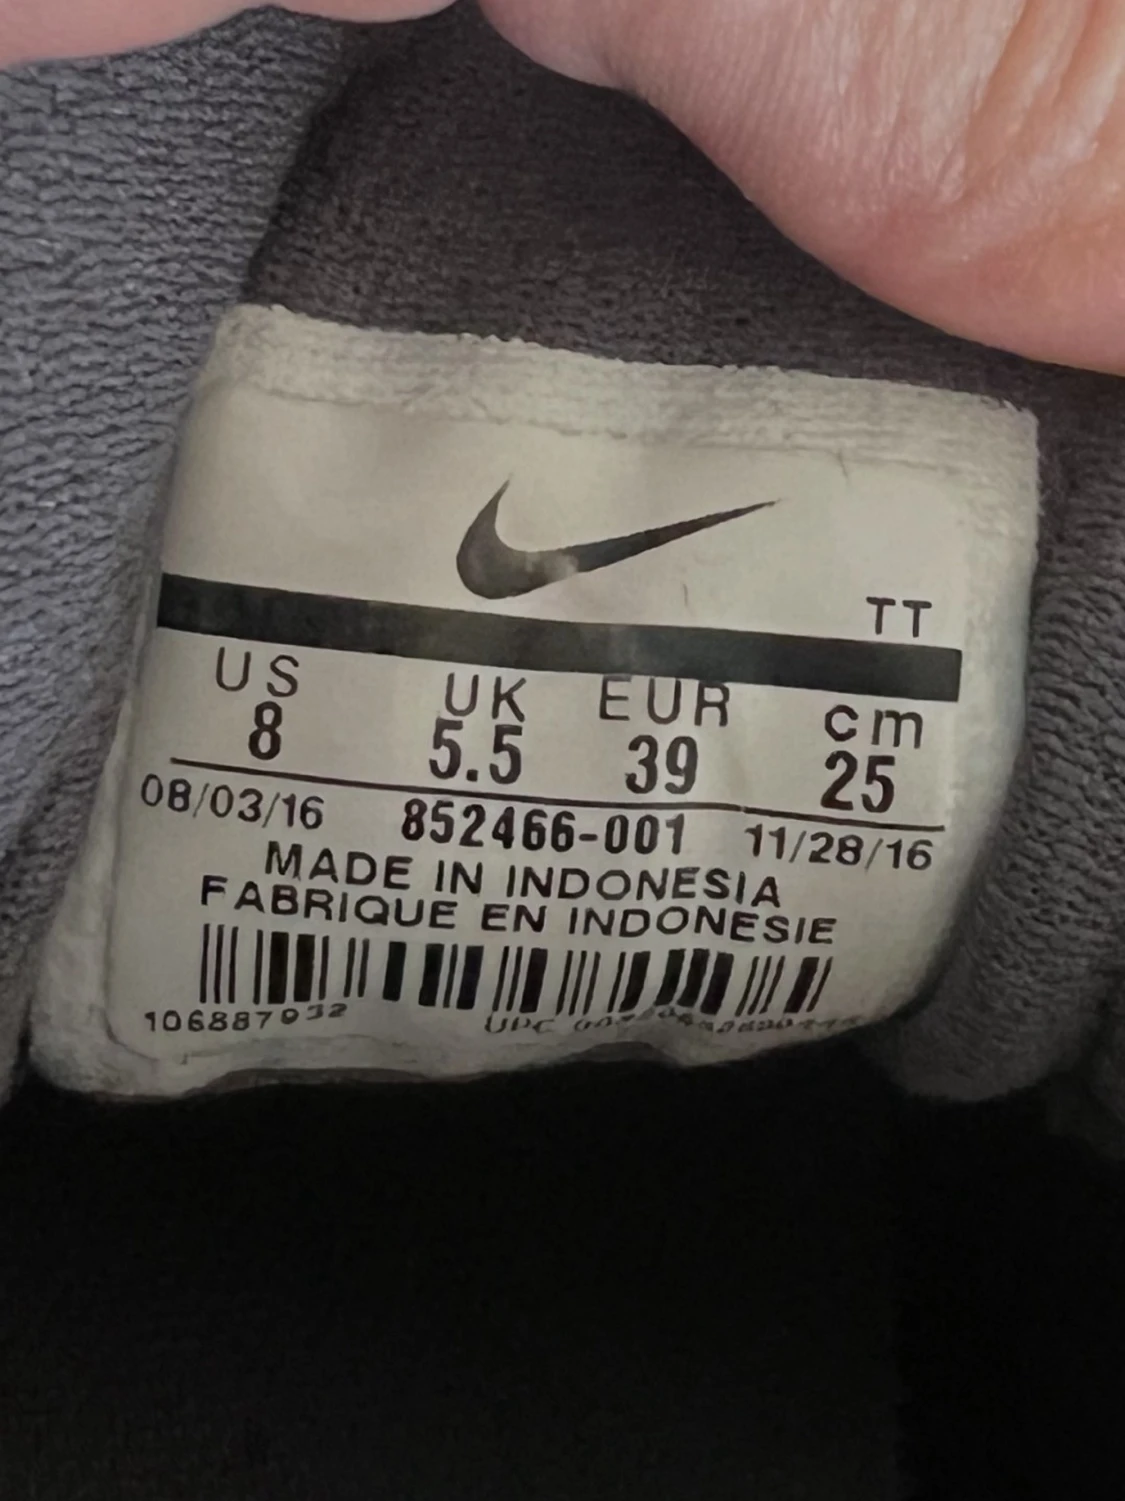 TT
US UK EUR cm
8 5.5 39 25
08/03/16 852466-001 11/28/16
MADE IN INDONESIA
FABRIQUE EN INDONESIE
106887932 UPC